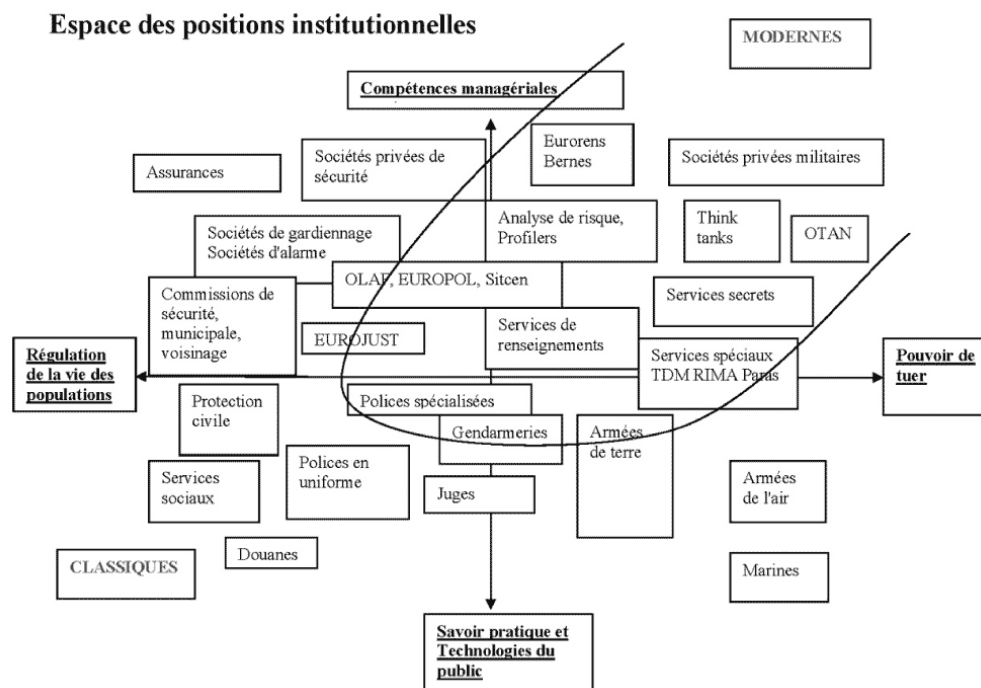 Espace des positions institutionnelles
MODERNES
Compétences managériales
Eurorens
Bernes
Sociétés privées de
sécurité
Sociétés privées militaires
Assurances
Sociétés de gardiennage
Sociétés d'alarme
Analyse de risque,
Profilers
Think
tanks
OTAN
OLAF, EUROPOL, Sitcen
Commissions de
sécurité,
municipale,
voisinage
Services secrets
EUROJUST
Services de
renseignements
Régulation
de la vie des
populations
Services spéciaux
TDM RIMA Paras
Pouvoir de
tuer
Protection
civile
Polices spécialisées
Gendarmeries
Armées
de terre
Services
sociaux
Polices en
uniforme
Juges
Armées
de l'air
Douanes
CLASSIQUES
Marines
Savoir pratique et
Technologies du
public